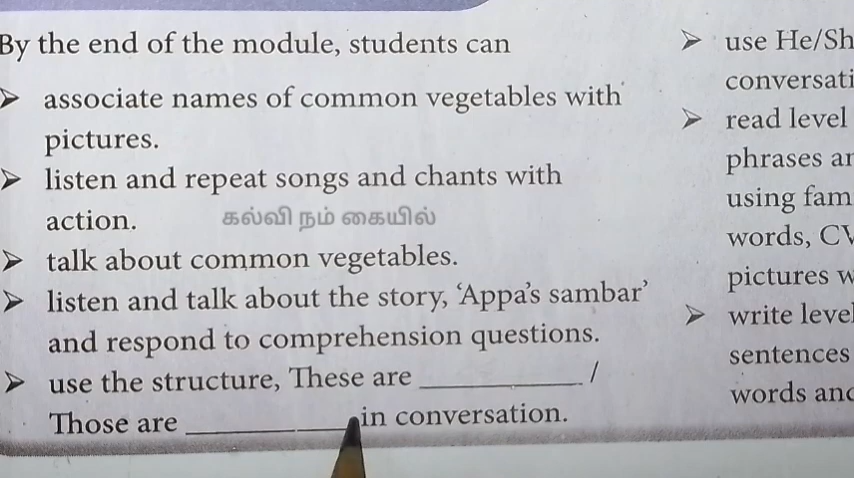 By the end of the module, students can
➤ associate names of common vegetables with
pictures.
➤ listen and repeat songs and chants with
action.
கல்வி நம் கையில்
➤ talk about common vegetables.
➤ listen and talk about the story, ‘Appa’s sambar’
and respond to comprehension questions.
➤ use the structure, These are ____________ /
Those are ____________ in conversation.
➤ use He/Sh
conversati
➤ read level
phrases ar
using fam
words, CV
pictures w
➤ write level
sentences
words and